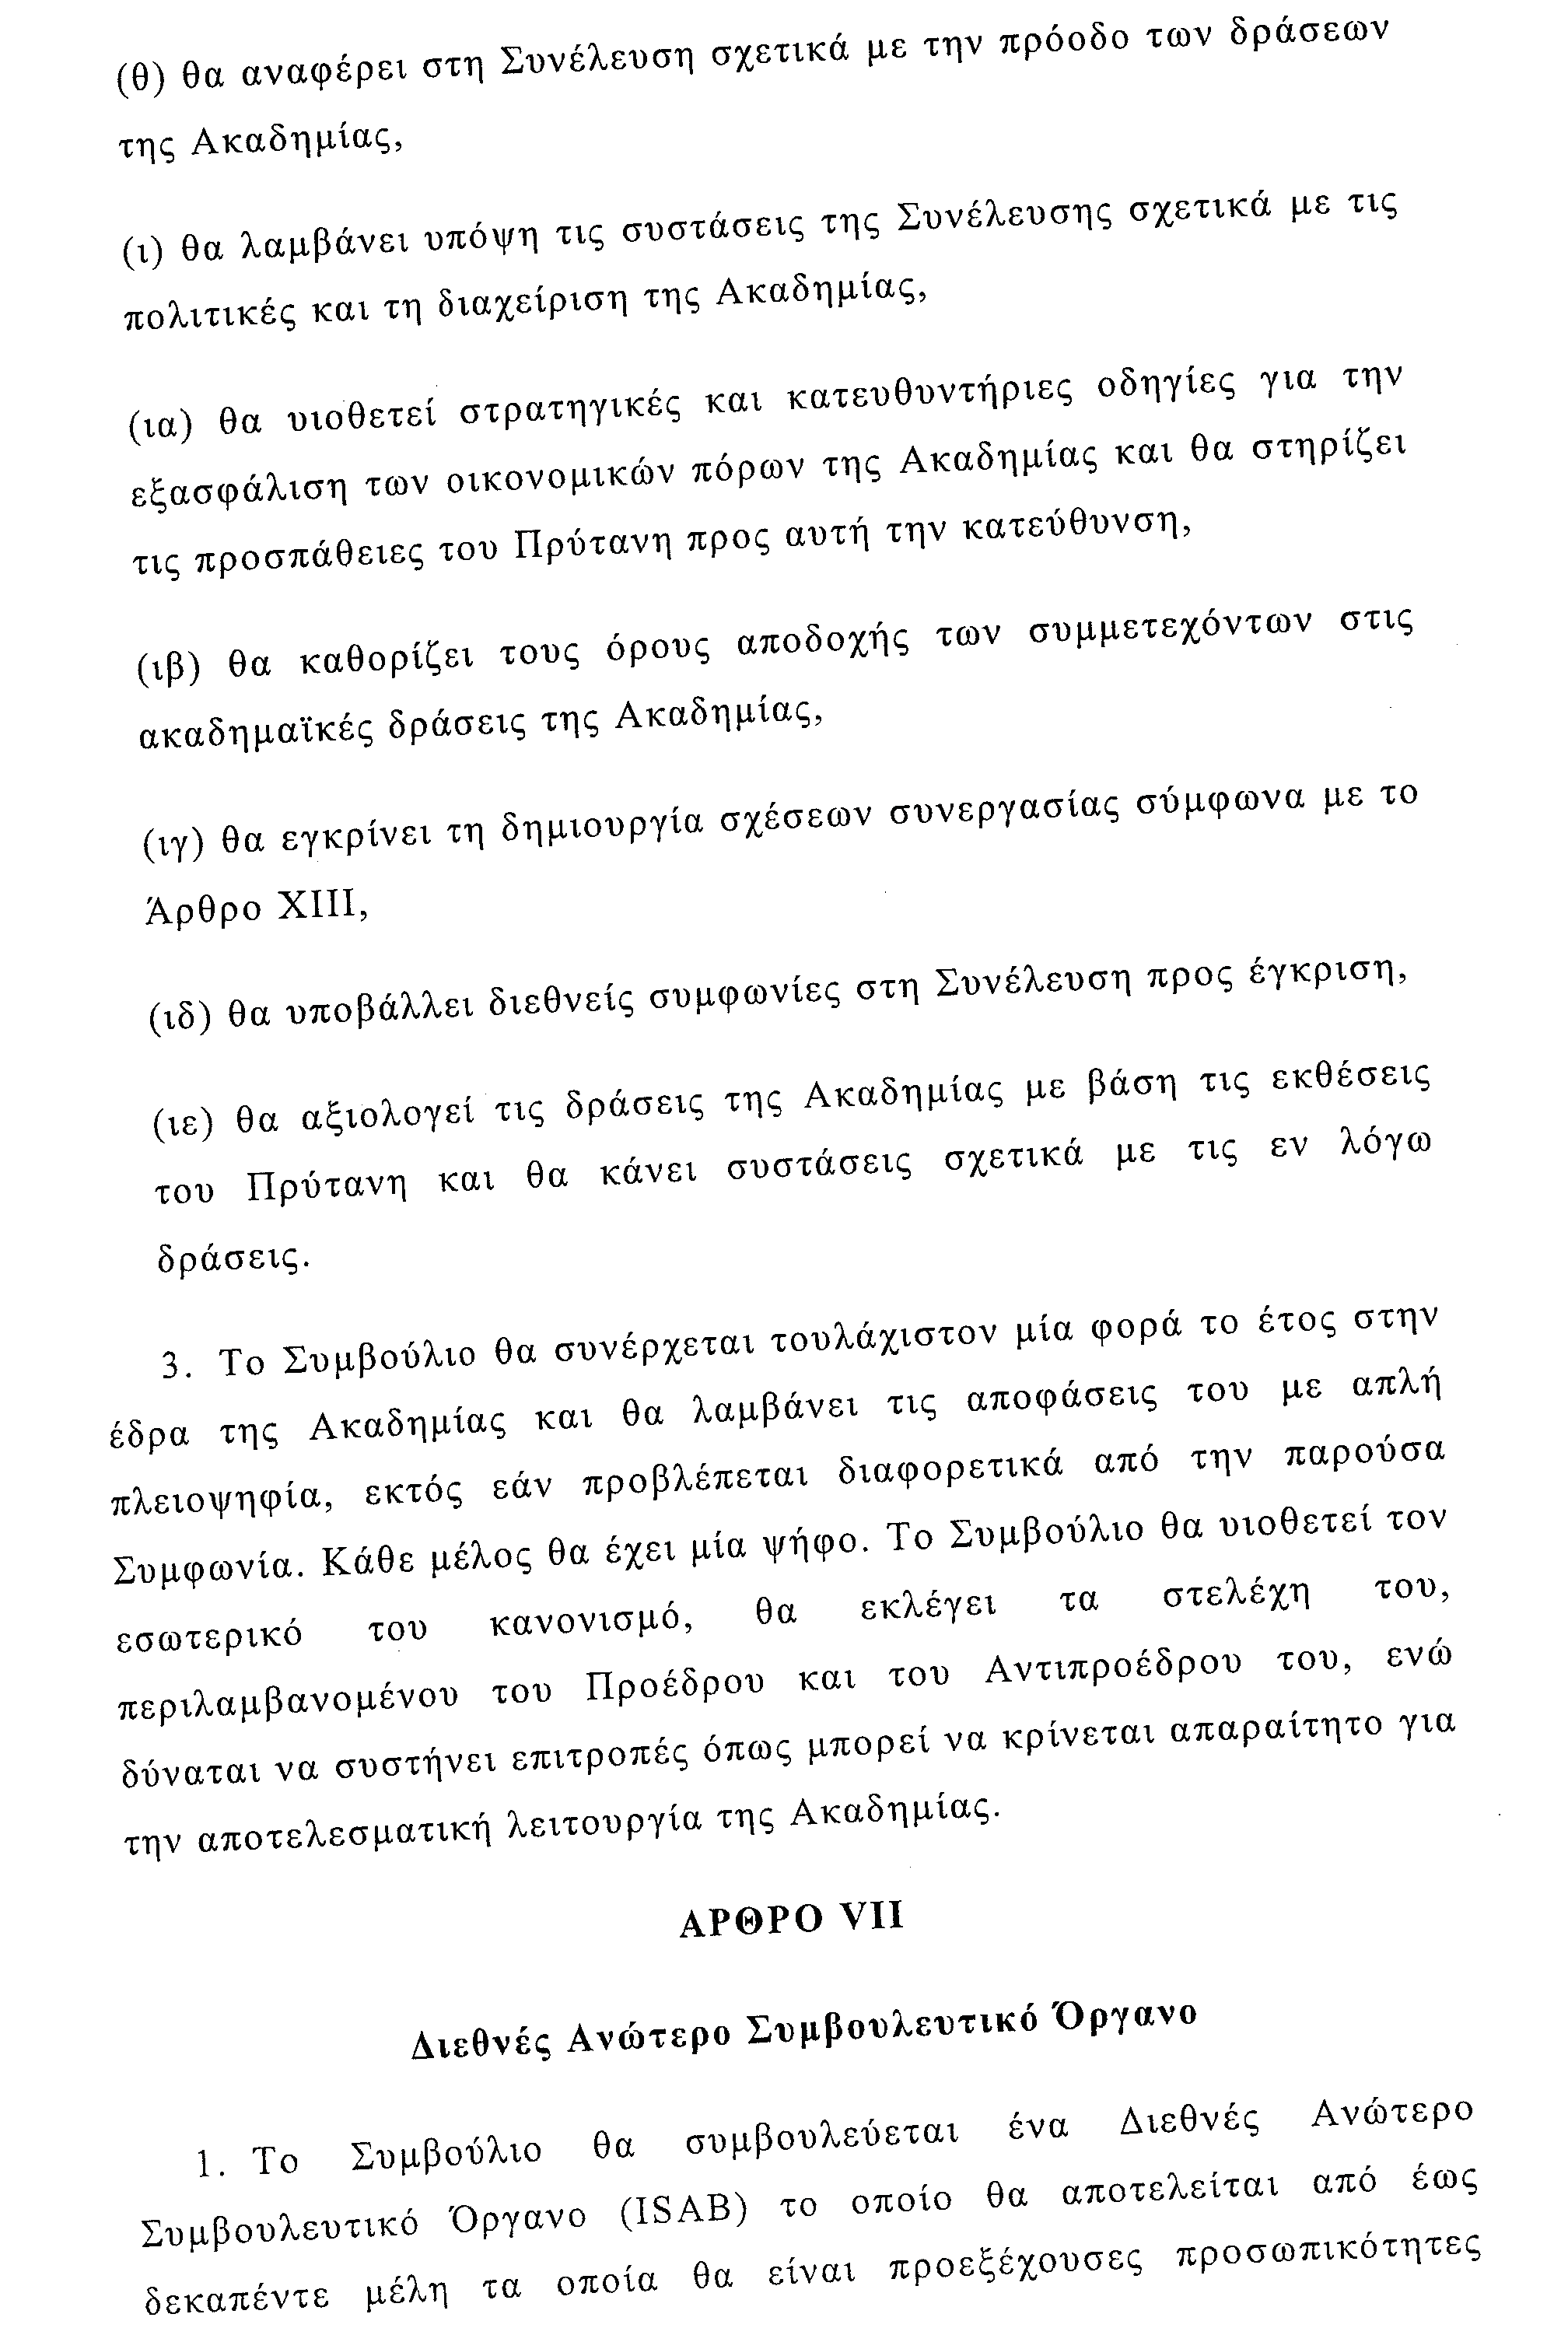 (θ) θα αναφέρει στη Συνέλευση σχετικά με την πρόοδο των δράσεων
της Ακαδημίας,
(ι) θα λαμβάνει υπόψη τις συστάσεις της Συνέλευσης σχετικά με τις
πολιτικές και τη διαχείριση της Ακαδημίας,
(ια) θα υιοθετεί στρατηγικές και κατευθυντήριες οδηγίες για την
εξασφάλιση των οικονομικών πόρων της Ακαδημίας και θα στηρίζει
τις προσπάθειες του Πρύτανη προς αυτή την κατεύθυνση,
(ιβ) θα καθορίζει τους όρους αποδοχής των συμμετεχόντων στις
ακαδημαϊκές δράσεις της Ακαδημίας,
(ιγ) θα εγκρίνει τη δημιουργία σχέσεων συνεργασίας σύμφωνα με το
Άρθρο XIII,
(ιδ) θα υποβάλλει διεθνείς συμφωνίες στη Συνέλευση προς έγκριση,
(ιε) θα αξιολογεί τις δράσεις της Ακαδημίας με βάση τις εκθέσεις
του Πρύτανη και θα κάνει συστάσεις σχετικά με τις εν λόγω
δράσεις.
3. Το Συμβούλιο θα συνέρχεται τουλάχιστον μία φορά το έτος στην
έδρα της Ακαδημίας και θα λαμβάνει τις αποφάσεις του με απλή
πλειοψηφία, εκτός εάν προβλέπεται διαφορετικά από την παρούσα
Συμφωνία. Κάθε μέλος θα έχει μία ψήφο. Το Συμβούλιο θα υιοθετεί τον
εσωτερικό του κανονισμό, θα εκλέγει τα στελέχη του,
περιλαμβανομένου του Προέδρου και του Αντιπροέδρου του, ενώ
δύναται να συστήνει επιτροπές όπως μπορεί να κρίνεται απαραίτητο για
την αποτελεσματική λειτουργία της Ακαδημίας.
ΑΡΘΡΟ VII
Διεθνές Ανώτερο Συμβουλευτικό Όργανο
1. Το Συμβούλιο θα συμβουλεύεται ένα Διεθνές Ανώτερο
Συμβουλευτικό Όργανο (ISAB) το οποίο θα αποτελείται από έως
δεκαπέντε μέλη τα οποία θα είναι προεξέχουσες προσωπικότητες